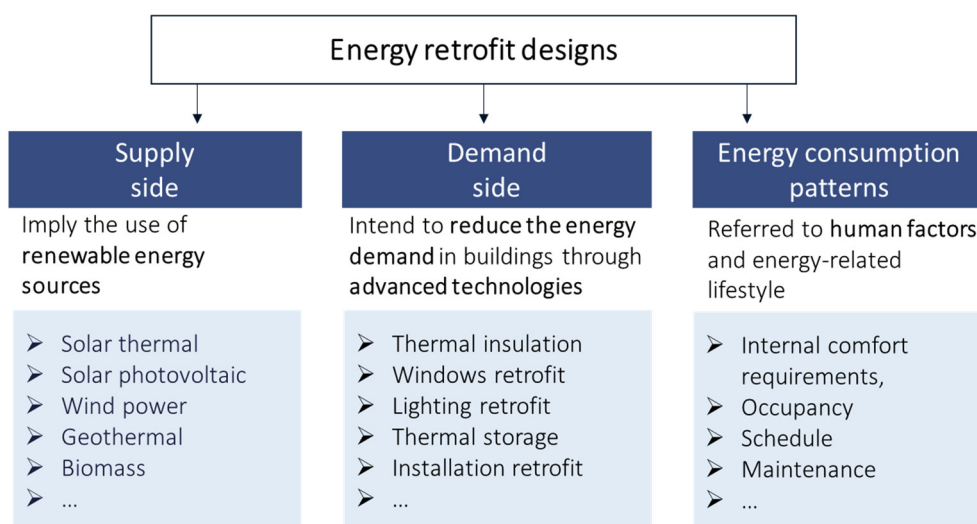 Energy retrofit designs
Supply
side
Imply the use of
renewable energy
sources
➢ Solar thermal
➢ Solar photovoltaic
➢ Wind power
➢ Geothermal
➢ Biomass
➢ ...
Demand
side
Intend to reduce the energy
demand in buildings through
advanced technologies
➢ Thermal insulation
➢ Windows retrofit
➢ Lighting retrofit
➢ Thermal storage
➢ Installation retrofit
➢ ...
Energy consumption
patterns
Referred to human factors
and energy-related
lifestyle
➢ Internal comfort
requirements,
➢ Occupancy
➢ Schedule
➢ Maintenance
➢ ...